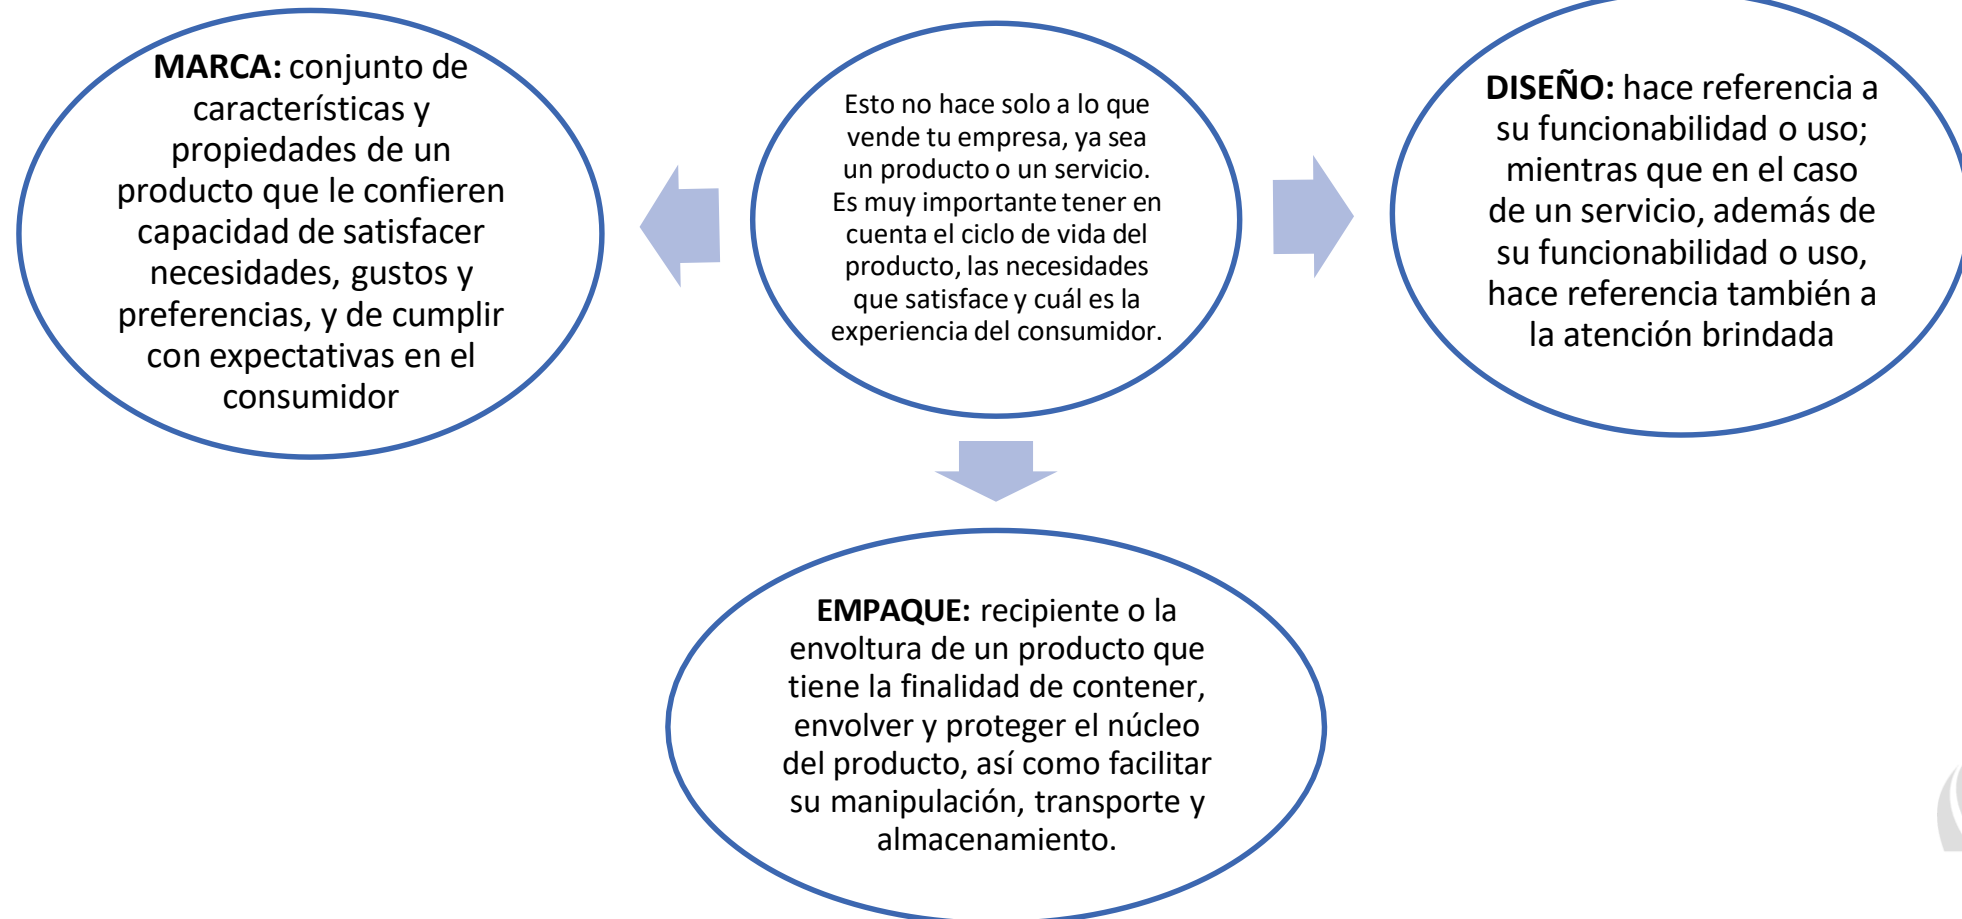 MARCA: conjunto de
características y
propiedades de un
producto que le confieren
capacidad de satisfacer
necesidades, gustos y
preferencias, y de cumplir
con expectativas en el
consumidor
Esto no hace solo a lo que
vende tu empresa, ya sea
un producto o un servicio.
Es muy importante tener en
cuenta el ciclo de vida del
producto, las necesidades
que satisface y cuál es la
experiencia del consumidor.
DISEÑO: hace referencia a
su funcionabilidad o uso;
mientras que en el caso
de un servicio, además de
su funcionabilidad o uso,
hace referencia también a
la atención brindada
EMPAQUE: recipiente o la
envoltura de un producto que
tiene la finalidad de contener,
envolver y proteger el núcleo
del producto, así como facilitar
su manipulación, transporte y
almacenamiento.